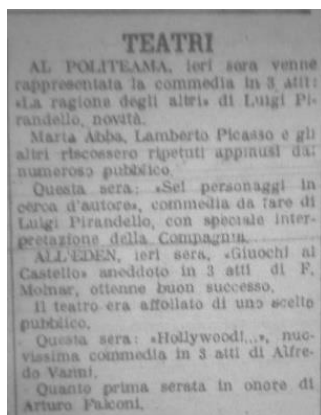 TEATRI
AL POLITEAMA, ieri sera venne
rappresentata la commedia in 3 atti:
«La ragione degli altri» di Luigi Pi-
randello, novità.
Marta Abba, Lamberto Picasso e gli
altri riscossero ripetuti applausi dal
numeroso pubblico.
Questa sera: «Sei personaggi in
cerca d'autore», commedia da fare di
Luigi Pirandello, con speciale inter-
pretazione della Compagnia.
ALL'EDEN, ieri sera, «Giuochi al
Castello» aneddoto in 3 atti di F.
Molnar, ottenne buon successo.
Il teatro era affollato di uno scelto
pubblico.
Questa sera: «Hollywood!...», nuo-
vissima commedia in 3 atti di Alfre-
do Vanni.
Quanto prima serata in onore di
Arturo Falconi.